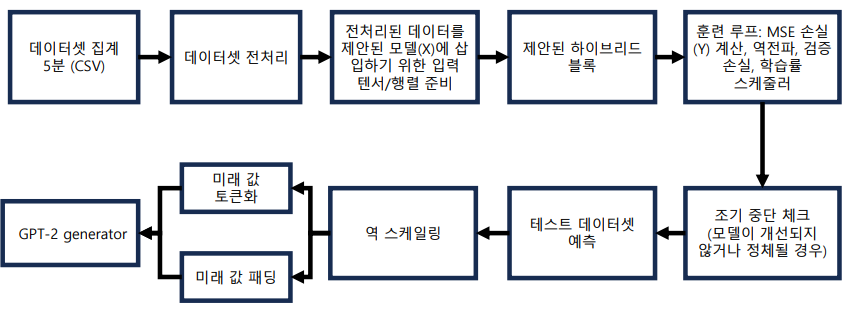 데이터셋 집계
5분 (CSV)
데이터셋 전처리
전처리된 데이터를
제안된 모델(X)에 삽
입하기 위한 입력
텐서/행렬 준비
제안된 하이브리드
블록
훈련 루프: MSE 손실
(Y) 계산, 역전파, 검증
손실, 학습률
스케줄러
조기 중단 체크
(모델이 개선되지
않거나 정체될 경우)
테스트 데이터셋
예측
역 스케일링
미래 값
토큰화
미래 값 패딩
GPT-2 generator